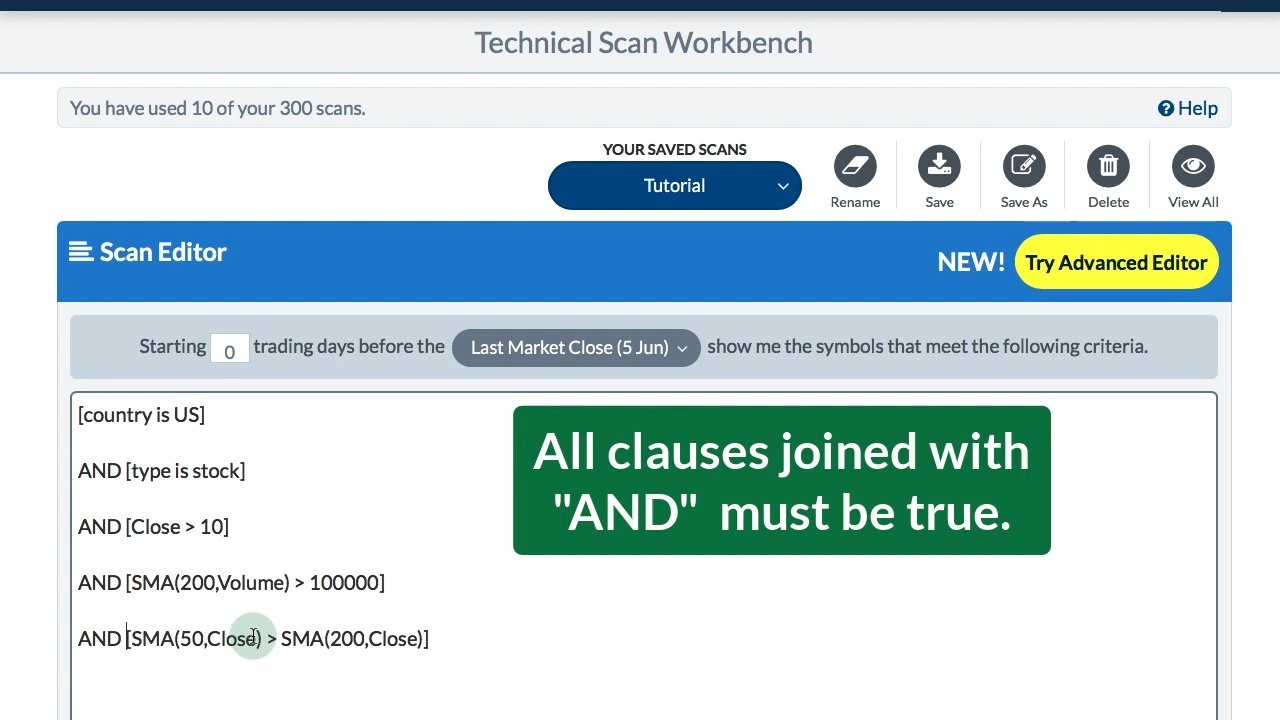 Technical Scan Workbench
You have used 10 of your 300 scans.
Help
YOUR SAVED SCANS
Tutorial
Rename
Save
Save As
Delete
View All
Scan Editor
NEW!
Try Advanced Editor
Starting 0 trading days before the Last Market Close (5 Jun) show me the symbols that meet the following criteria.
[country is US]
AND [type is stock]
AND [Close > 10]
AND [SMA(200,Volume) > 100000]
AND [SMA(50,Close) > SMA(200,Close)]
All clauses joined with
"AND" must be true.